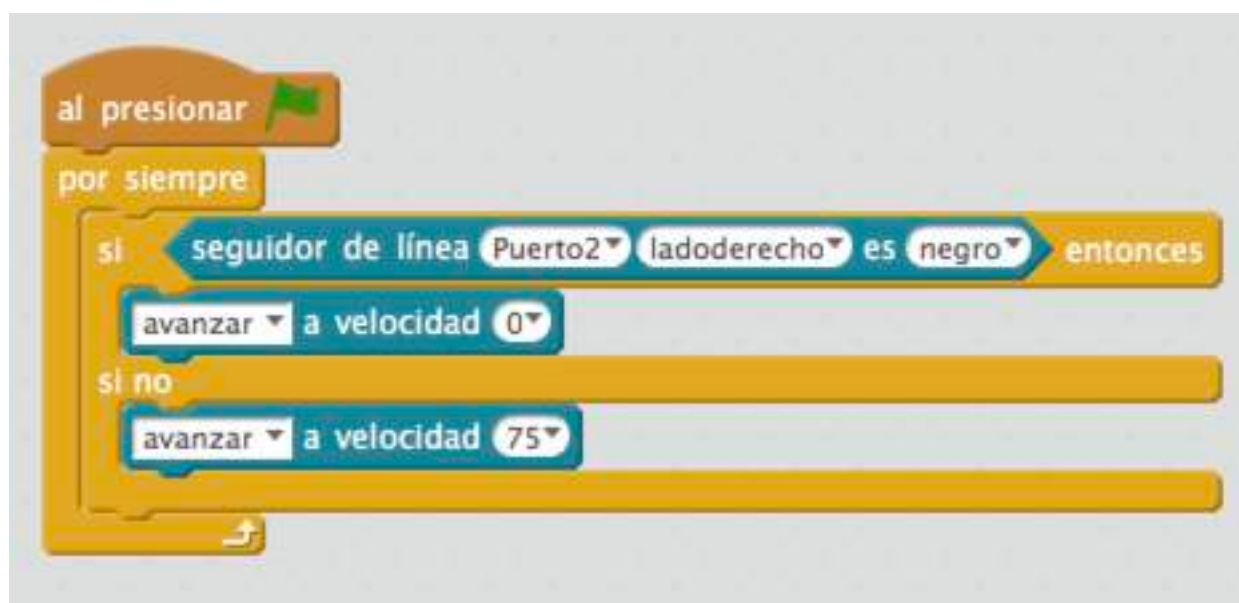 al presionar
por siempre
si seguidor de línea Puerto2 ladoderecho es negro entonces
avanzar a velocidad 0
si no
avanzar a velocidad 75